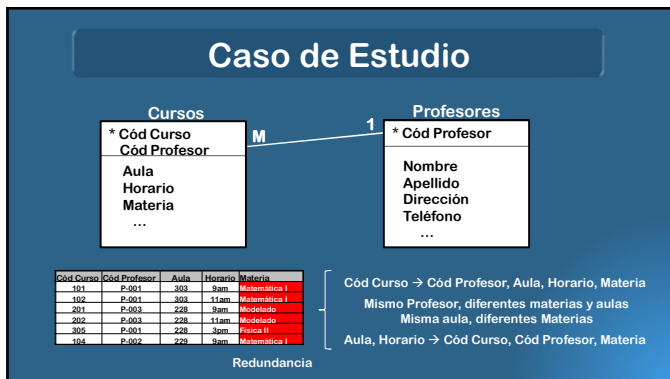 Caso de Estudio
Cursos
* Cód Curso
Cód Profesor
Aula
Horario
Materia
...
M
1
Profesores
* Cód Profesor
Nombre
Apellido
Dirección
Teléfono
...
Cód Curso Cód Profesor Aula Horario Materia
101 P-001 303 9am Matemática I
102 P-001 303 11am Matemática I
201 P-003 228 9am Modelado
202 P-003 228 11am Modelado
305 P-001 228 3pm Física II
104 P-002 229 9am Matemática I
Redundancia
Cód Curso → Cód Profesor, Aula, Horario, Materia
Mismo Profesor, diferentes materias y aulas
Misma aula, diferentes Materias
Aula, Horario → Cód Curso, Cód Profesor, Materia